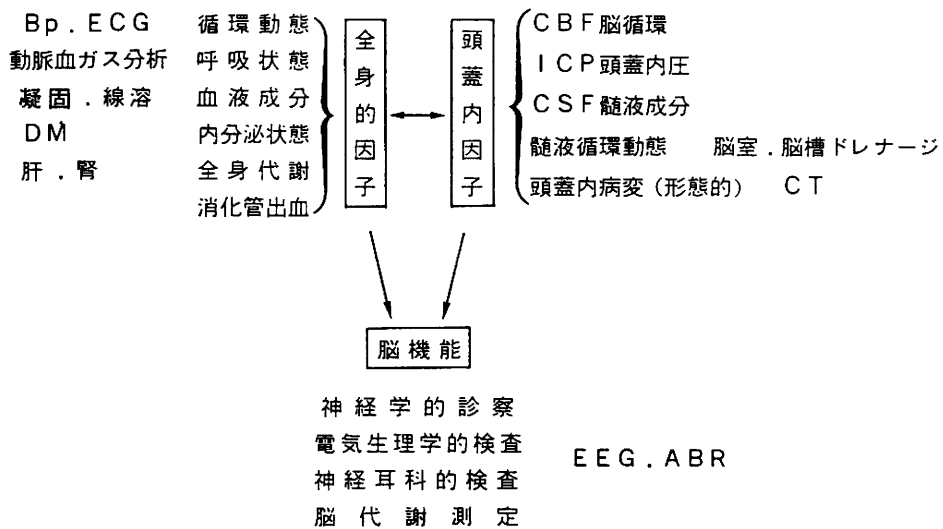 Bp.ECG 循環動態
動脈血ガス分析 呼吸状態
凝固.線溶 血液成分
DM 内分泌状態
肝.腎 全身代謝
消化管出血
全身的因子
頭蓋内因子
CBF脳循環
ICP頭蓋内圧
CSF髄液成分
髄液循環動態 脳室.脳槽ドレナージ
頭蓋内病変(形態的) CT
脳機能
神経学的診察
電気生理学的検査
神経耳科的検査
脳代謝測定
EEG.ABR